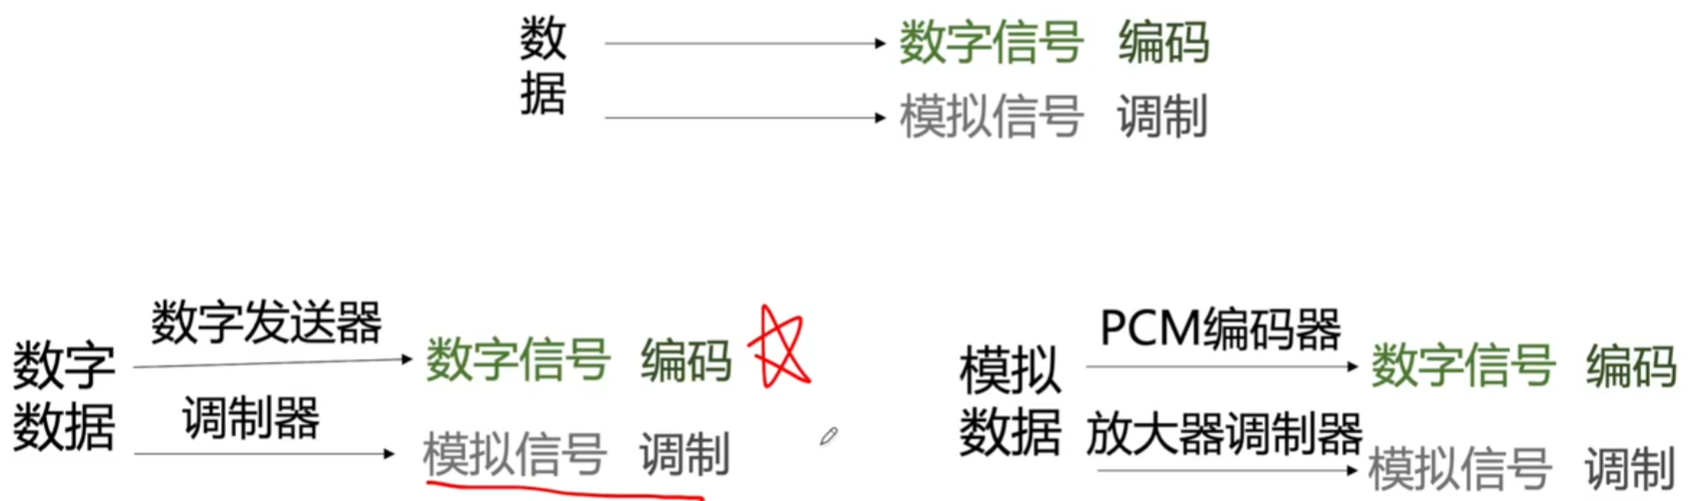 数据
数字信号 编码
模拟信号 调制
数字数据
数字发送器
数字信号 编码
调制器
模拟信号 调制
模拟数据
PCM编码器
数字信号 编码
放大器调制器
模拟信号 调制